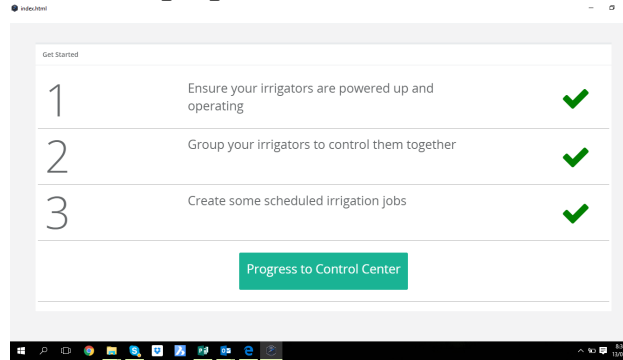 index.html
Get Started
1
Ensure your irrigators are powered up and
operating
2
Group your irrigators to control them together
3
Create some scheduled irrigation jobs
Progress to Control Center